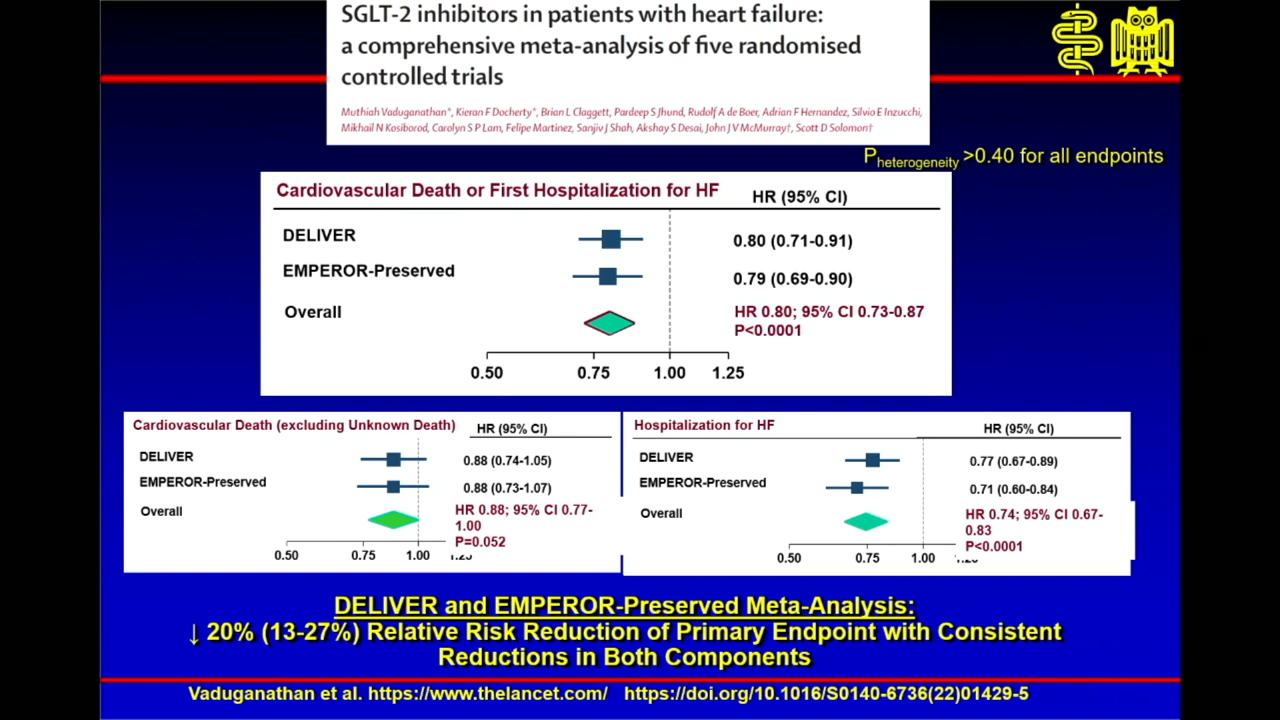 SGLT-2 inhibitors in patients with heart failure:
a comprehensive meta-analysis of five randomised
controlled trials
Muthiah Vaduganathan*, Kieran F Docherty*, Brian L Claggett, Pardeep S Jhund, Rudolf A de Boer, Adrian F Hernandez, Silvio E Inzucchi,
Mikhail N Kosiborod, Carolyn S P Lam, Felipe Martinez, Sanjiv J Shah, Akshay S Desai, John J V McMurray†, Scott D Solomon†
Pheterogeneity >0.40 for all endpoints
Cardiovascular Death or First Hospitalization for HF HR (95% CI)
DELIVER 0.80 (0.71-0.91)
EMPEROR-Preserved 0.79 (0.69-0.90)
Overall HR 0.80; 95% CI 0.73-0.87
P<0.0001
0.50 0.75 1.00 1.25
Cardiovascular Death (excluding Unknown Death) HR (95% CI)
DELIVER 0.88 (0.74-1.05)
EMPEROR-Preserved 0.88 (0.73-1.07)
Overall HR 0.88; 95% CI 0.77-
1.00
P=0.052
0.50 0.75 1.00
Hospitalization for HF HR (95% CI)
DELIVER 0.77 (0.67-0.89)
EMPEROR-Preserved 0.71 (0.60-0.84)
Overall HR 0.74; 95% CI 0.67-
0.83
P<0.0001
0.50 0.75 1.00
DELIVER and EMPEROR-Preserved Meta-Analysis:
↓ 20% (13-27%) Relative Risk Reduction of Primary Endpoint with Consistent
Reductions in Both Components
Vaduganathan et al. https://www.thelancet.com/ https://doi.org/10.1016/S0140-6736(22)01429-5